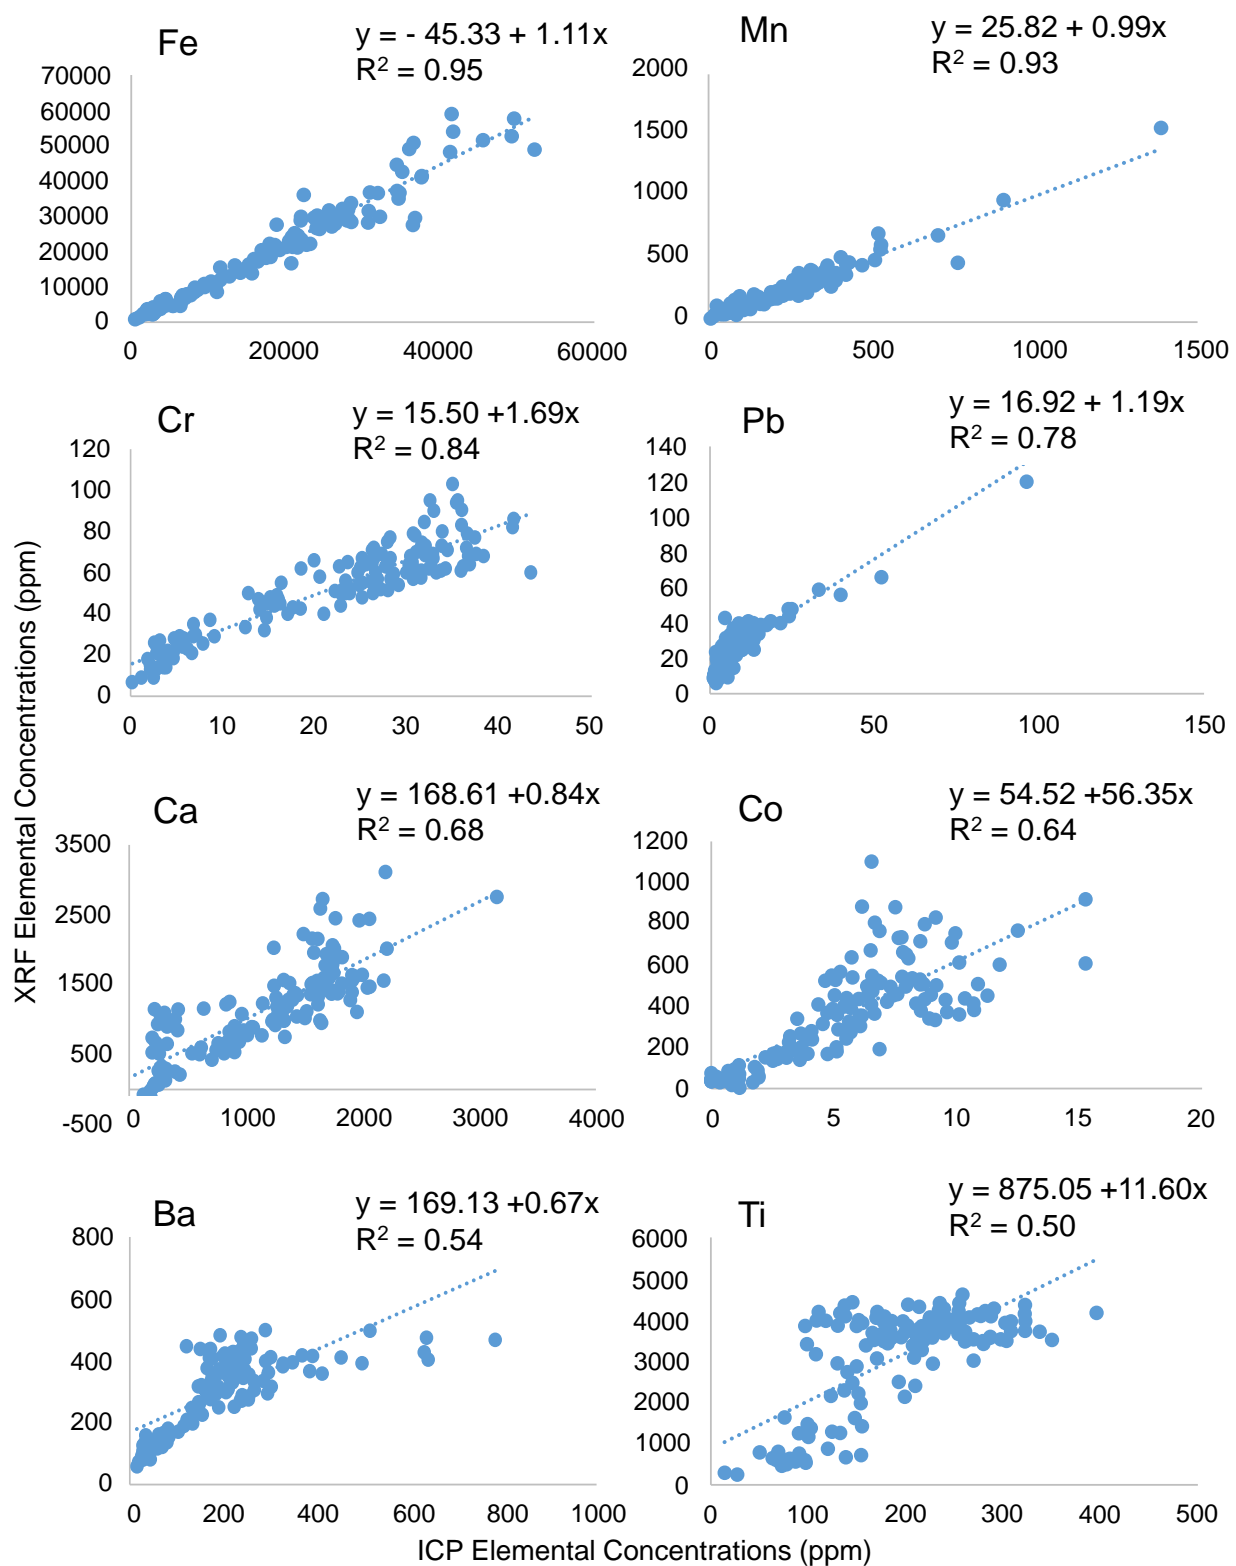 Fe
y = - 45.33 + 1.11x
R² = 0.95
70000
60000
50000
40000
30000
20000
10000
0
0 20000 40000 60000
Mn
y = 25.82 + 0.99x
R² = 0.93
2000
1500
1000
500
0
0 500 1000 1500
Cr
y = 15.50 +1.69x
R² = 0.84
120
100
80
60
40
20
0
0 10 20 30 40 50
Pb
y = 16.92 + 1.19x
R² = 0.78
140
120
100
80
60
40
20
0
0 50 100 150
XRF Elemental Concentrations (ppm)
Ca
y = 168.61 +0.84x
R² = 0.68
3500
2500
1500
500
-500
0 1000 2000 3000 4000
Co
y = 54.52 +56.35x
R² = 0.64
1200
1000
800
600
400
200
0
0 5 10 15 20
Ba
y = 169.13 +0.67x
R² = 0.54
800
600
400
200
0
0 200 400 600 800 1000
Ti
y = 875.05 +11.60x
R² = 0.50
6000
5000
4000
3000
2000
1000
0
0 100 200 300 400 500
ICP Elemental Concentrations (ppm)